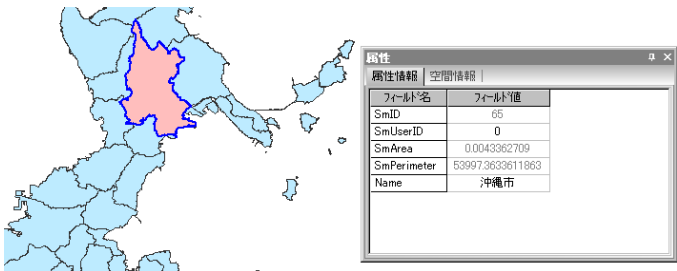 属性
属性情報 空間情報
フィールド名 フィールド値
SmID 65
SmUserID 0
SmArea 0.0043362709
SmPerimeter 53997.3633611863
Name 沖縄市